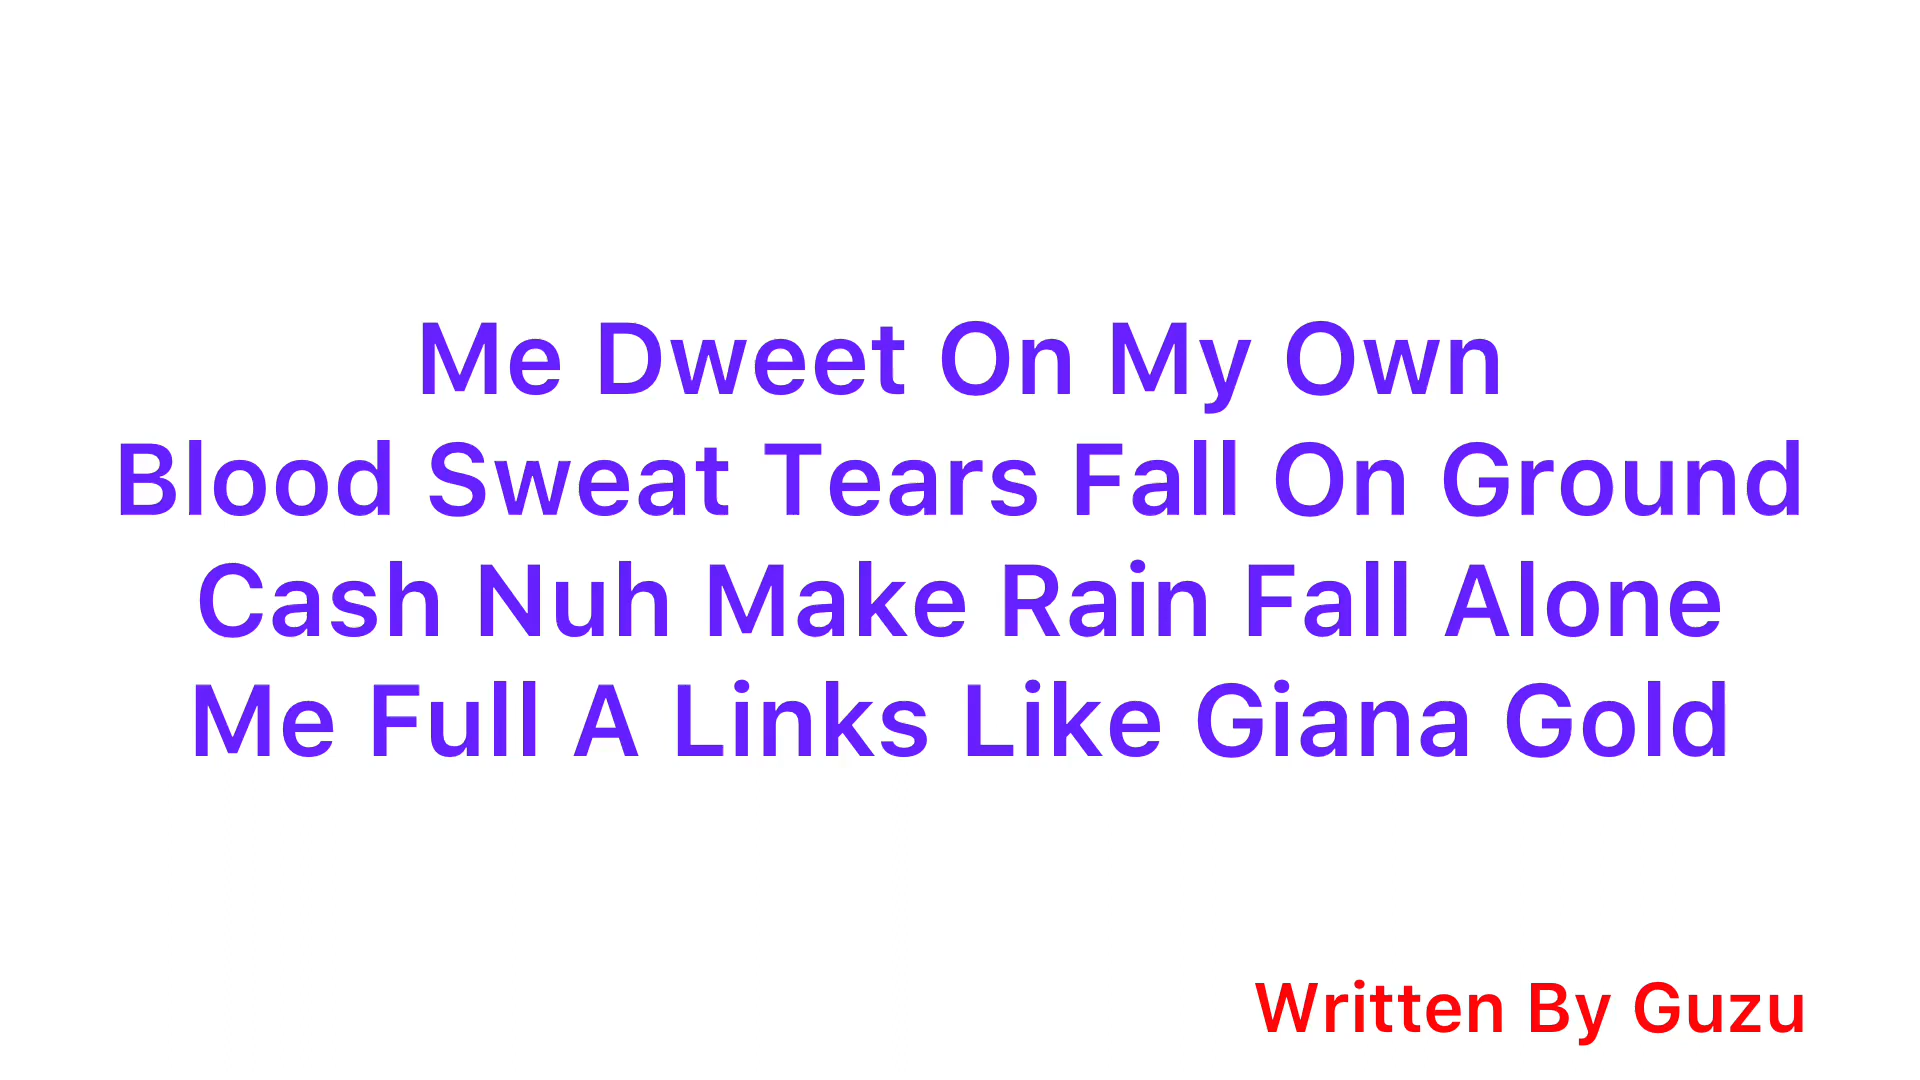 Me Dweet On My Own
Blood Sweat Tears Fall On Ground
Cash Nuh Make Rain Fall Alone
Me Full A Links Like Giana Gold
Written By Guzu